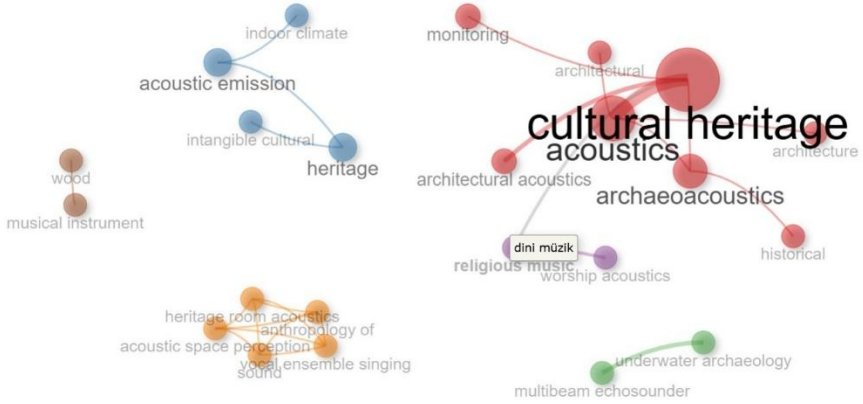 indoor climate
monitoring
architectural
acoustic emission
cultural heritage
intangible cultural
acoustics
architecture
heritage
wood
architectural acoustics
archaeoacoustics
musical instrument
dini müzik
historical
religious music
worship acoustics
heritage room acoustics
anthropology of
acoustic space perception
vocal ensemble singing
sound
underwater archaeology
multibeam echosounder